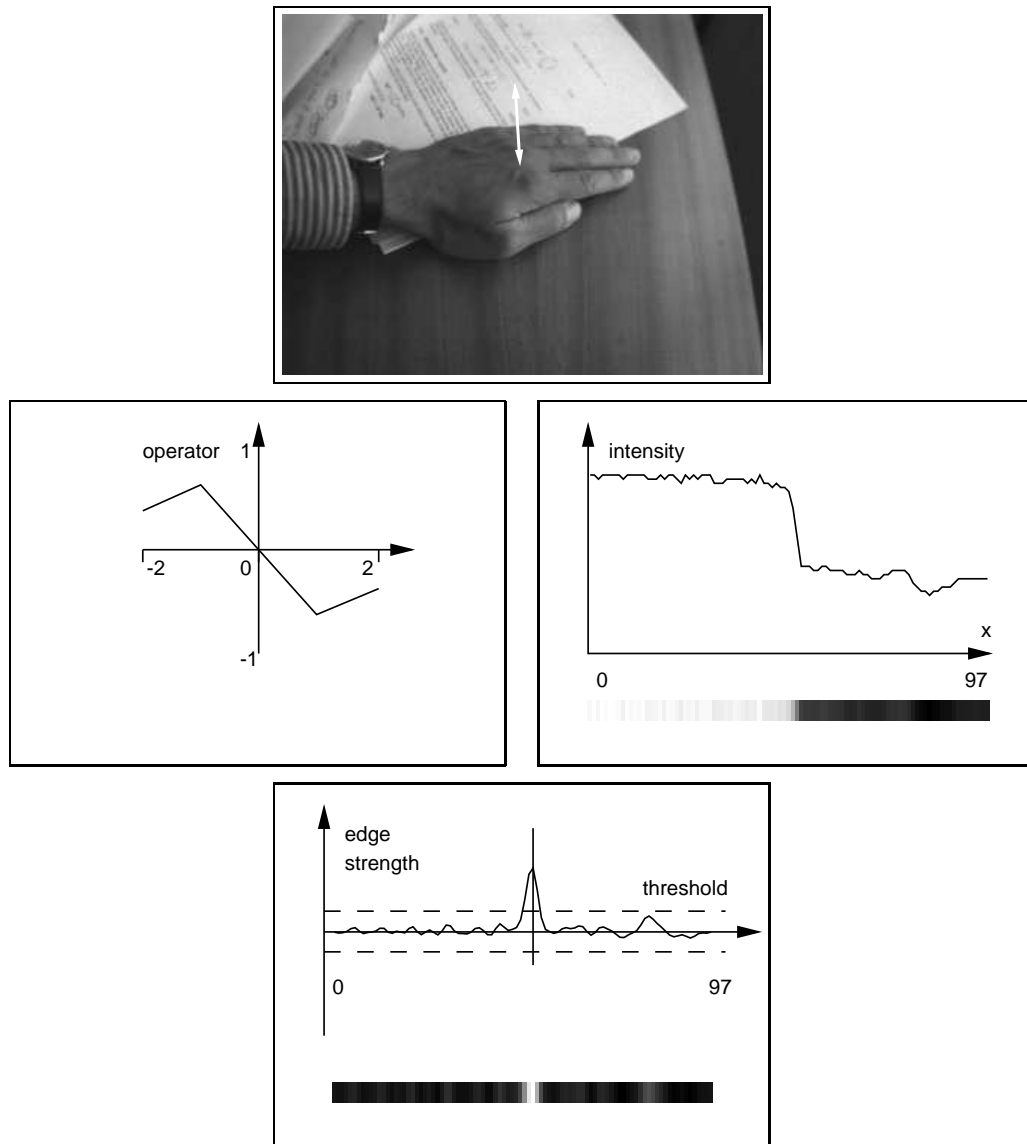 operator 1
-2 0 2
-1
intensity
x
0 97
edge
strength
threshold
0 97